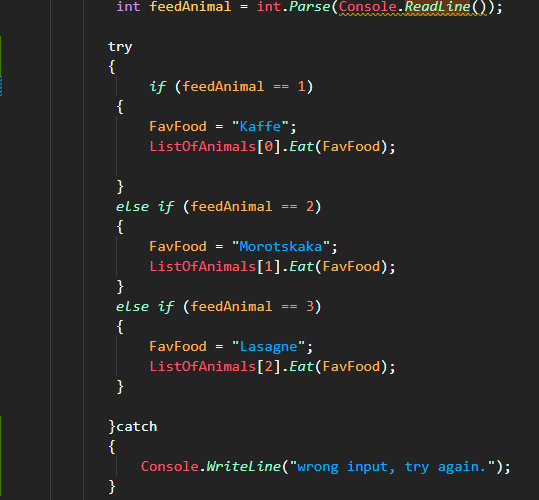 int feedAnimal = int.Parse(Console.ReadLine());
try
{
if (feedAnimal == 1)
{
FavFood = "Kaffe";
ListOfAnimals[0].Eat(FavFood);
}
else if (feedAnimal == 2)
{
FavFood = "Morotskaka";
ListOfAnimals[1].Eat(FavFood);
}
else if (feedAnimal == 3)
{
FavFood = "Lasagne";
ListOfAnimals[2].Eat(FavFood);
}
}catch
{
Console.WriteLine("wrong input, try again.");
}